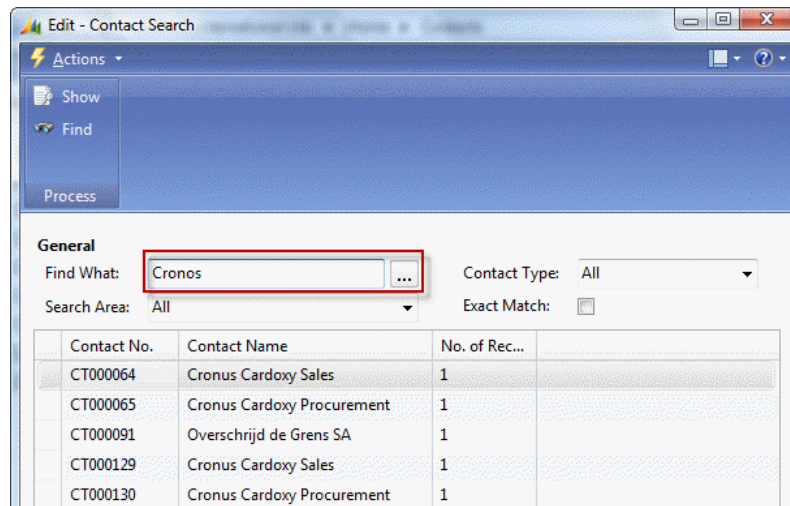 Edit - Contact Search
Actions
Show
Find
Process
General
Find What: Cronos ... Contact Type: All
Search Area: All Exact Match:
Contact No. Contact Name No. of Rec...
CT000064 Cronus Cardoxy Sales 1
CT000065 Cronus Cardoxy Procurement 1
CT000091 Overschrijd de Grens SA 1
CT000129 Cronus Cardoxy Sales 1
CT000130 Cronus Cardoxy Procurement 1